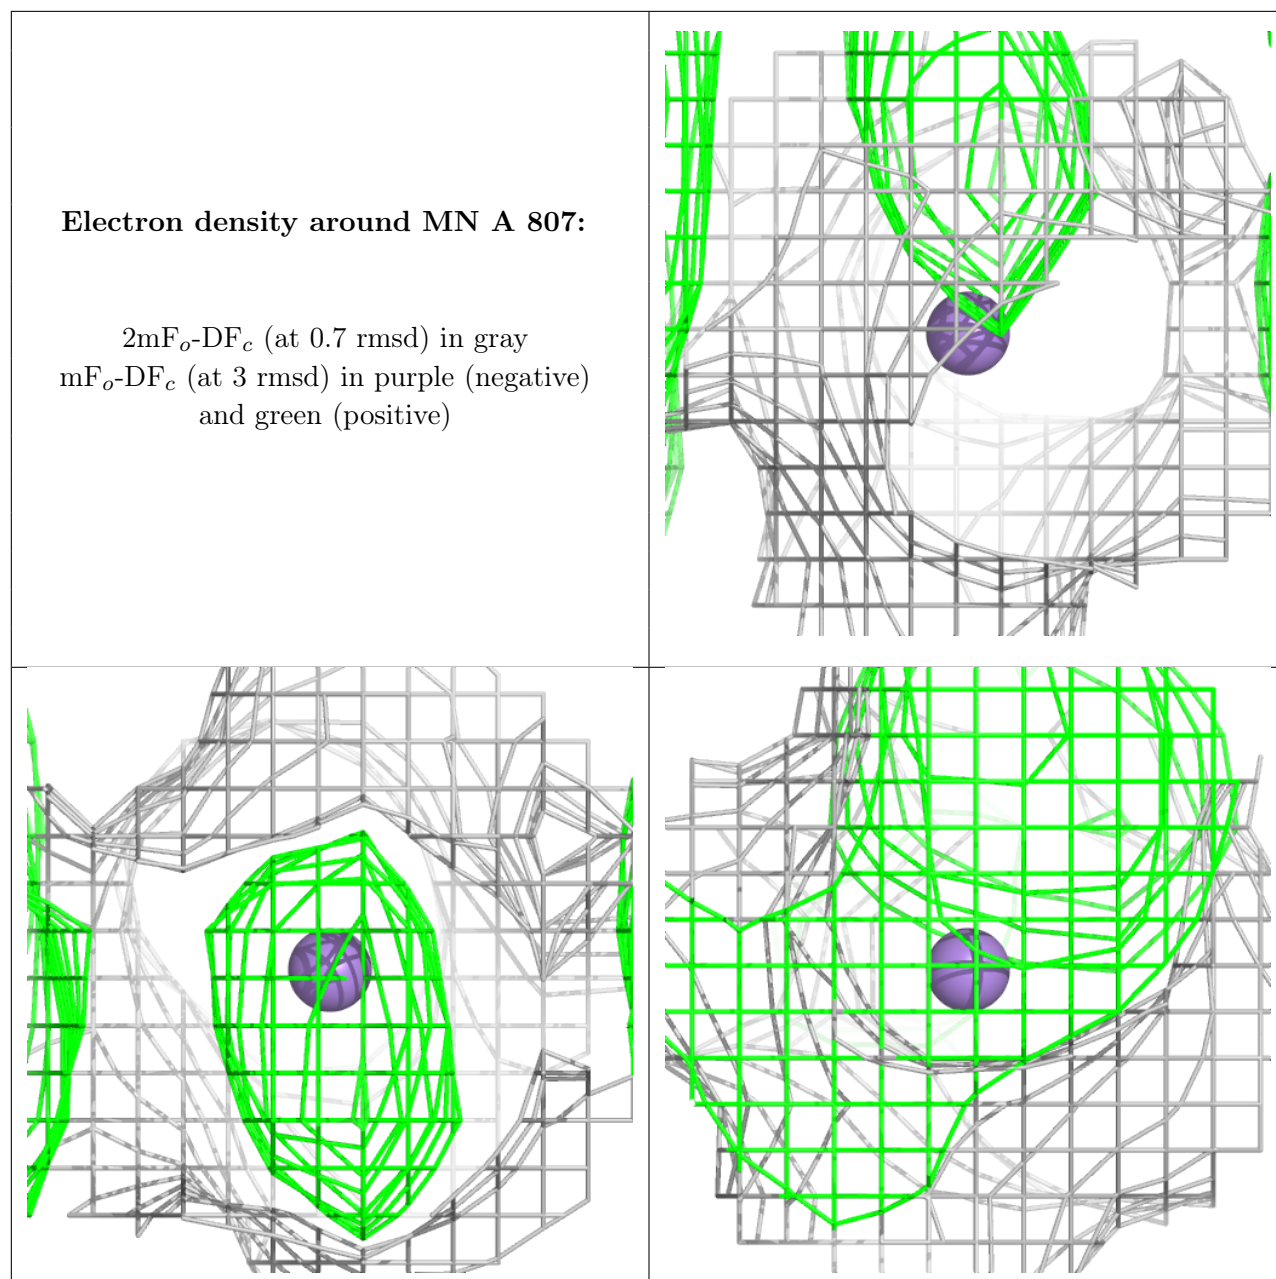 Electron density around MN A 807:
2mFₒ-DF𝑐 (at 0.7 rmsd) in gray
mFₒ-DF𝑐 (at 3 rmsd) in purple (negative)
and green (positive)